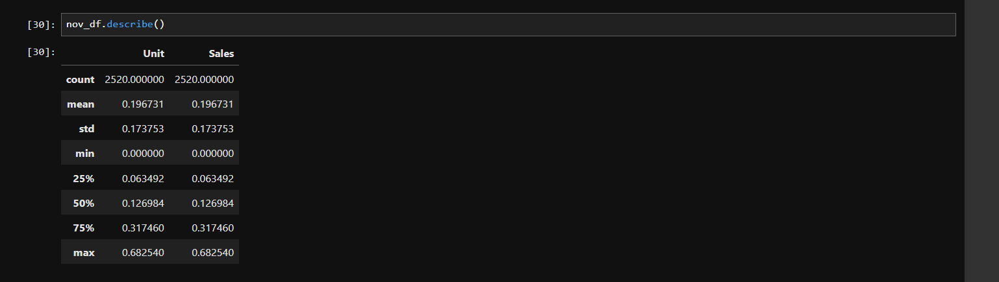 [30]: nov_df.describe()
[30]:
Unit Sales
count 2520.000000 2520.000000
mean 0.196731 0.196731
std 0.173753 0.173753
min 0.000000 0.000000
25% 0.063492 0.063492
50% 0.126984 0.126984
75% 0.317460 0.317460
max 0.682540 0.682540